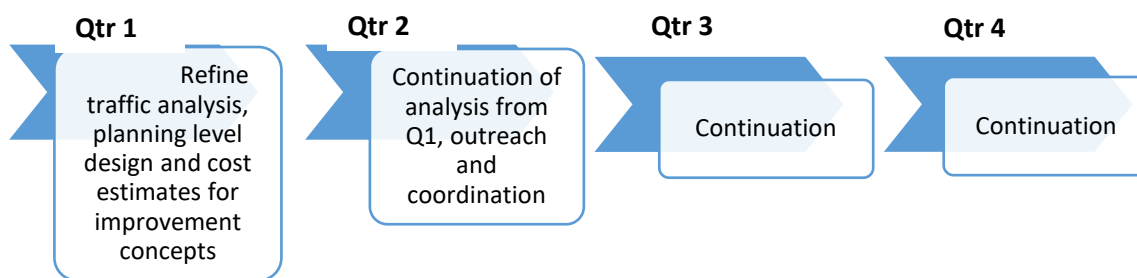 Qtr 1
Refine
traffic analysis,
planning level
design and cost
estimates for
improvement
concepts
Qtr 2
Continuation of
analysis from
Q1, outreach
and
coordination
Qtr 3
Continuation
Qtr 4
Continuation